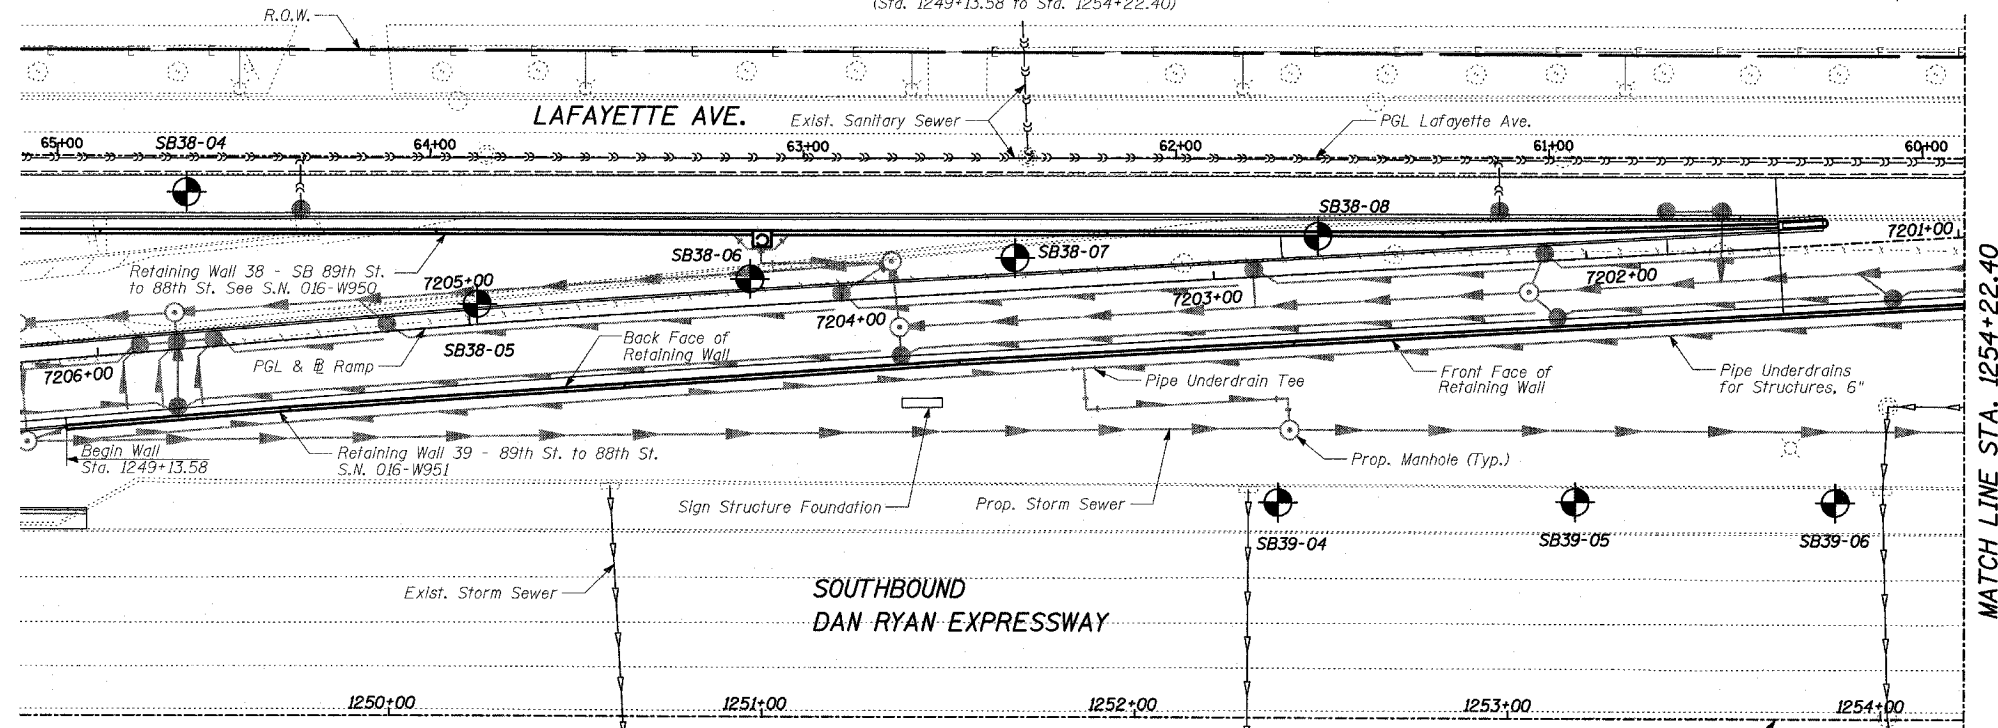 (Sta. 1249+13.58 to Sta. 1254+22.40)
R.O.W.
LAFAYETTE AVE.
Exist. Sanitary Sewer
PGL Lafayette Ave.
65+00
SB38-04
64+00
63+00
62+00
61+00
60+00
SB38-08
SB38-06
SB38-07
7201+00
Retaining Wall 38 - SB 89th St.
to 88th St. See S.N. 016-W950
7205+00
7202+00
7203+00
7204+00
SB38-05
Back Face of
Retaining Wall
PGL & ⅊ Ramp
7206+00
Pipe Underdrain Tee
Front Face of
Retaining Wall
Pipe Underdrains
for Structures, 6"
Begin Wall
Sta. 1249+13.58
Retaining Wall 39 - 89th St. to 88th St.
S.N. 016-W951
Prop. Manhole (Typ.)
Sign Structure Foundation
Prop. Storm Sewer
SB39-04
SB39-05
SB39-06
Exist. Storm Sewer
SOUTHBOUND
DAN RYAN EXPRESSWAY
1250+00
1251+00
1252+00
1253+00
1254+00
MATCH LINE STA. 1254+22.40